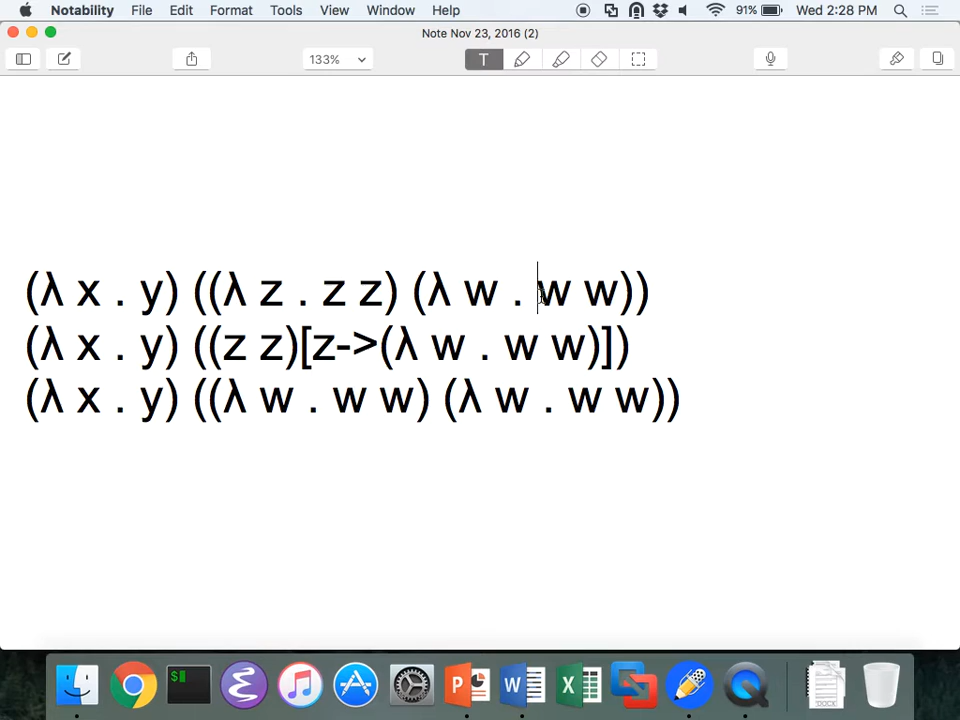 Notability File Edit Format Tools View Window Help 91% Wed 2:28 PM
Note Nov 23, 2016 (2)
133% T
(λ x . y) ((λ z . z z) (λ w . w w))
(λ x . y) ((z z)[z->(λ w . w w)])
(λ x . y) ((λ w . w w) (λ w . w w))
$ P W X DOCX